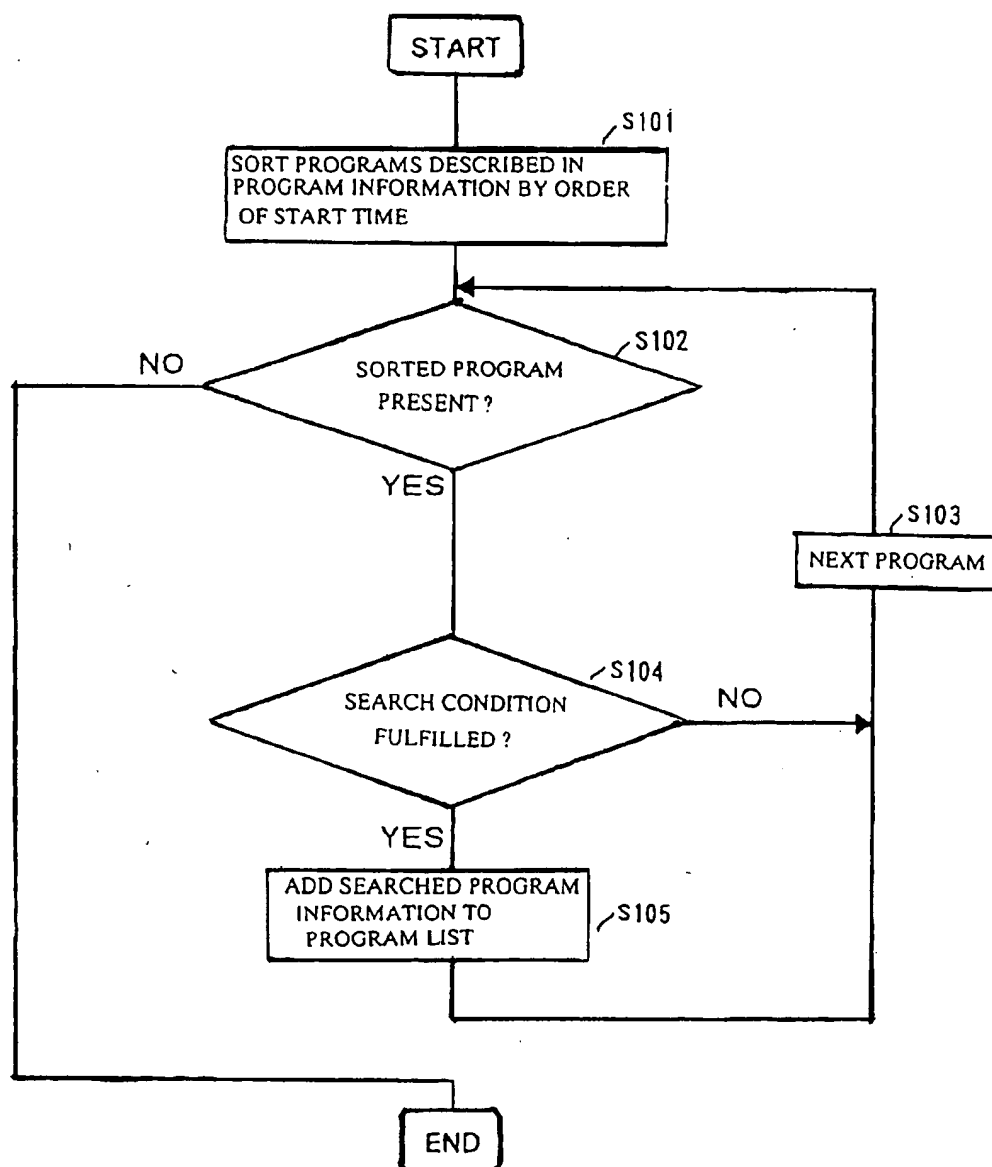 START
S101
SORT PROGRAMS DESCRIBED IN
PROGRAM INFORMATION BY ORDER
OF START TIME
S102
NO
SORTED PROGRAM
PRESENT ?
YES
S103
NEXT PROGRAM
S104
SEARCH CONDITION
FULFILLED ?
NO
YES
ADD SEARCHED PROGRAM
INFORMATION TO
PROGRAM LIST
S105
END